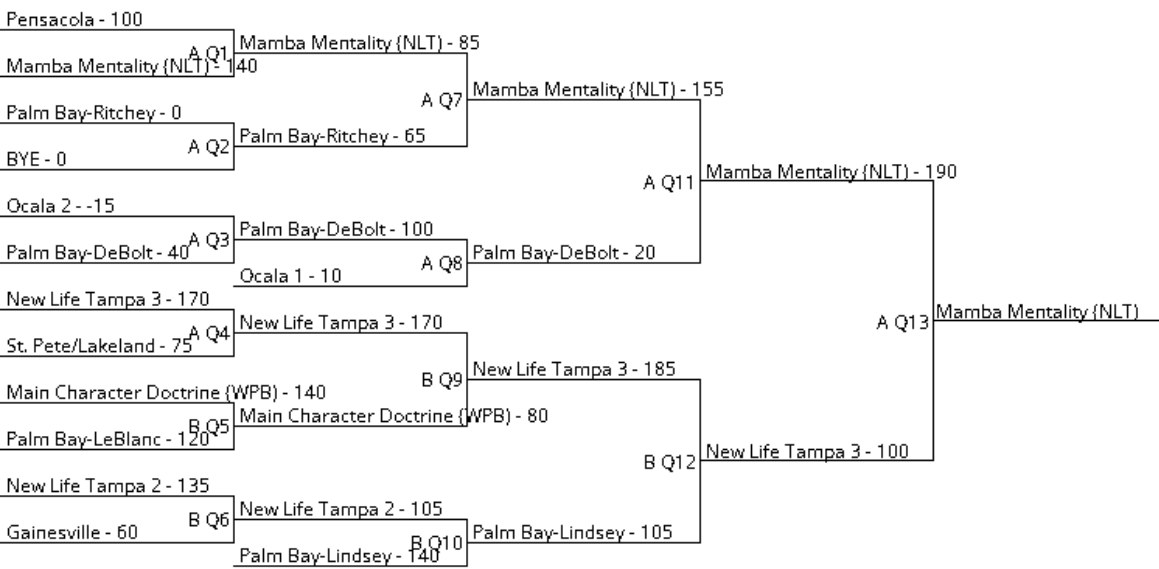 Pensacola - 100
A Q1
Mamba Mentality (NLT) - 140
Mamba Mentality (NLT) - 85
Palm Bay-Ritchey - 0
A Q2
BYE - 0
A Q7
Palm Bay-Ritchey - 65
Mamba Mentality (NLT) - 155
Ocala 2 - -15
A Q3
Palm Bay-DeBolt - 40
Palm Bay-DeBolt - 100
A Q8
Ocala 1 - 10
Palm Bay-DeBolt - 20
A Q11
Mamba Mentality (NLT) - 190
New Life Tampa 3 - 170
A Q4
St. Pete/Lakeland - 75
New Life Tampa 3 - 170
B Q9
New Life Tampa 3 - 185
Main Character Doctrine (WPB) - 140
B Q5
Palm Bay-LeBlanc - 120
Main Character Doctrine (WPB) - 80
New Life Tampa 2 - 135
B Q6
Gainesville - 60
New Life Tampa 2 - 105
B Q10
Palm Bay-Lindsey - 140
Palm Bay-Lindsey - 105
B Q12
New Life Tampa 3 - 100
A Q13
Mamba Mentality (NLT)